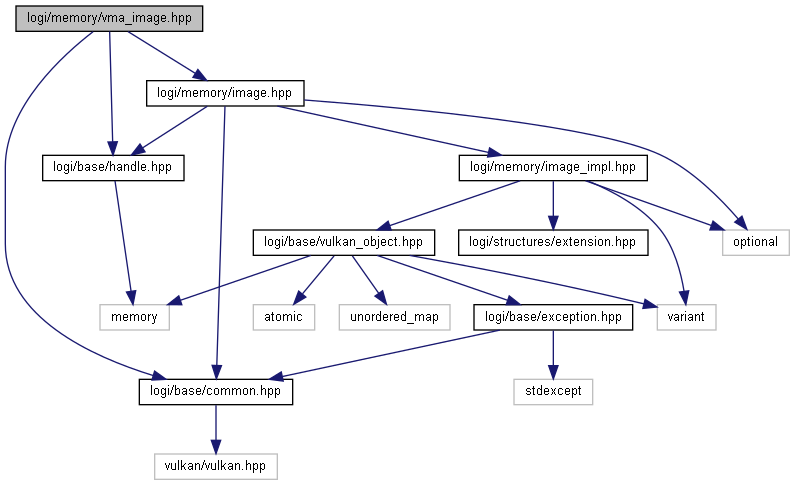 logi/memory/vma_image.hpp
logi/memory/image.hpp
logi/base/handle.hpp
logi/memory/image_impl.hpp
logi/base/vulkan_object.hpp
logi/structures/extension.hpp
optional
memory
atomic
unordered_map
logi/base/exception.hpp
variant
logi/base/common.hpp
stdexcept
vulkan/vulkan.hpp